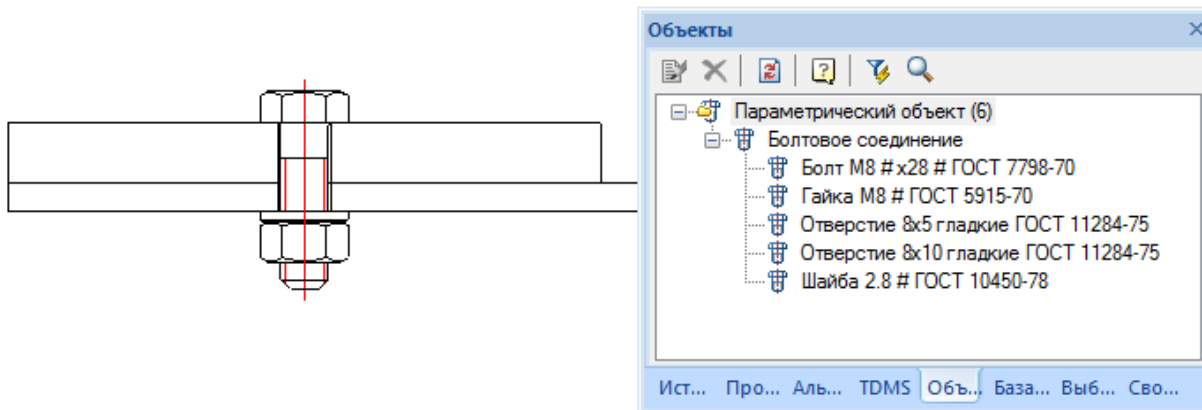 Объекты
Параметрический объект (6)
Болтовое соединение
Болт М8 # x28 # ГОСТ 7798-70
Гайка М8 # ГОСТ 5915-70
Отверстие 8x5 гладкие ГОСТ 11284-75
Отверстие 8x10 гладкие ГОСТ 11284-75
Шайба 2.8 # ГОСТ 10450-78
Ист... Про... Аль... TDMS Объ... База... Выб... Сво...